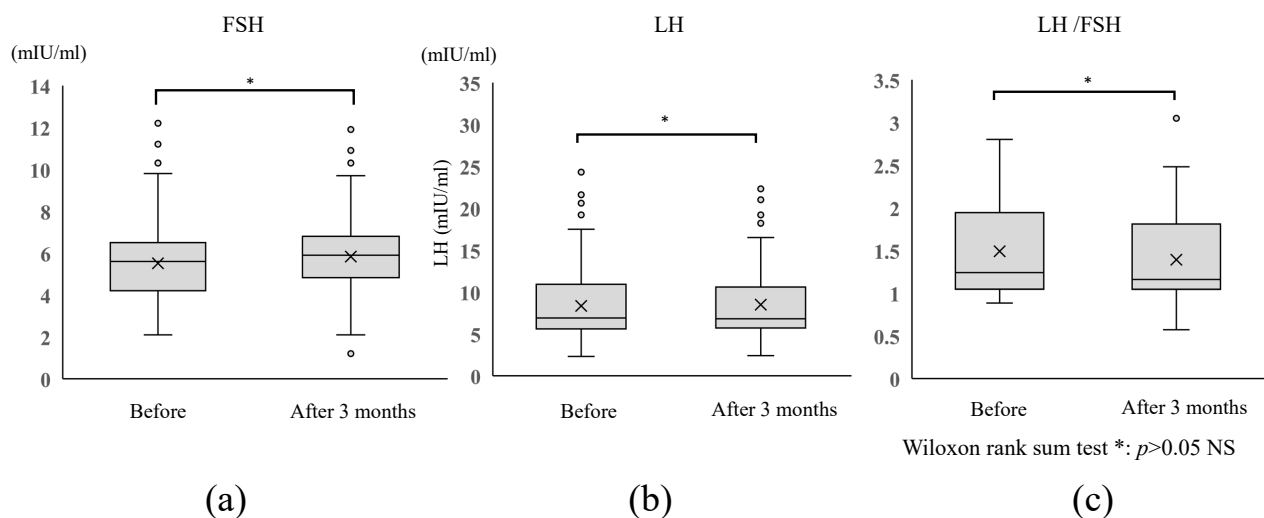 FSH
(mIU/ml)
14
12
10
8
6
4
2
0
*
Before
After 3 months
(a)
LH
(mIU/ml)
LH (mIU/ml)
35
30
25
20
15
10
5
0
*
Before
After 3 months
(b)
LH /FSH
3.5
3
2.5
2
1.5
1
0.5
0
*
Before
After 3 months
Wiloxon rank sum test *: p>0.05 NS
(c)